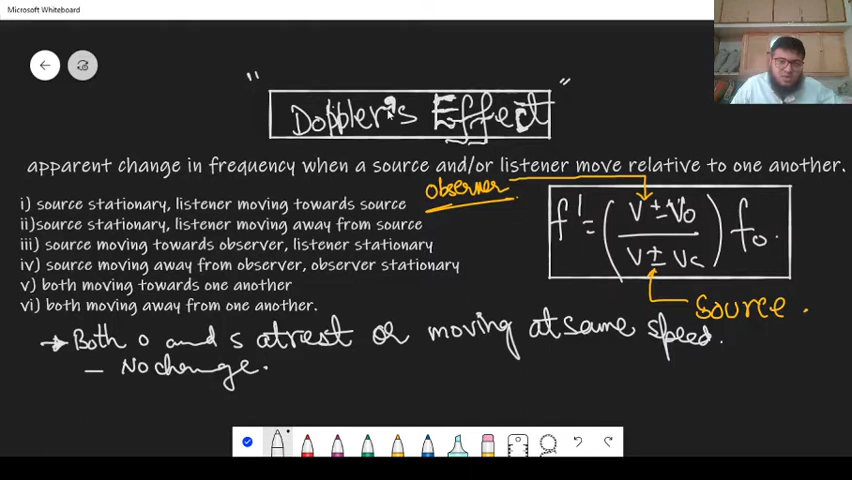 Microsoft Whiteboard
" Doppler's Effect "
apparent change in frequency when a source and/or listener move relative to one another.
observer
i) source stationary, listener moving towards source
ii)source stationary, listener moving away from source
iii) source moving towards observer, listener stationary
iv) source moving away from observer, observer stationary
v) both moving towards one another
vi) both moving away from one another.
f' = ( V ± Vo / V ± Vs ) fo.
source.
→ Both o and s at rest or moving at same speed.
– No change.